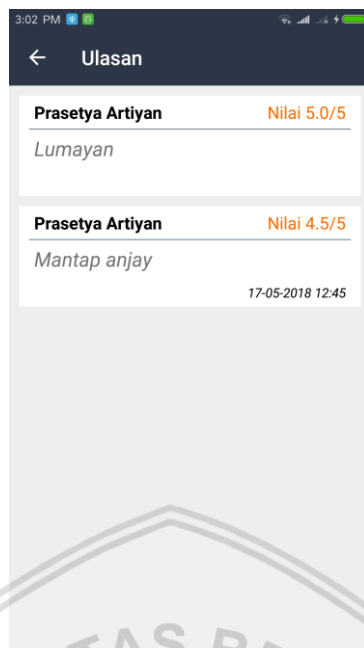 3:02 PM
Ulasan
Prasetya Artiyan Nilai 5.0/5
Lumayan
Prasetya Artiyan Nilai 4.5/5
Mantap anjay
17-05-2018 12:45